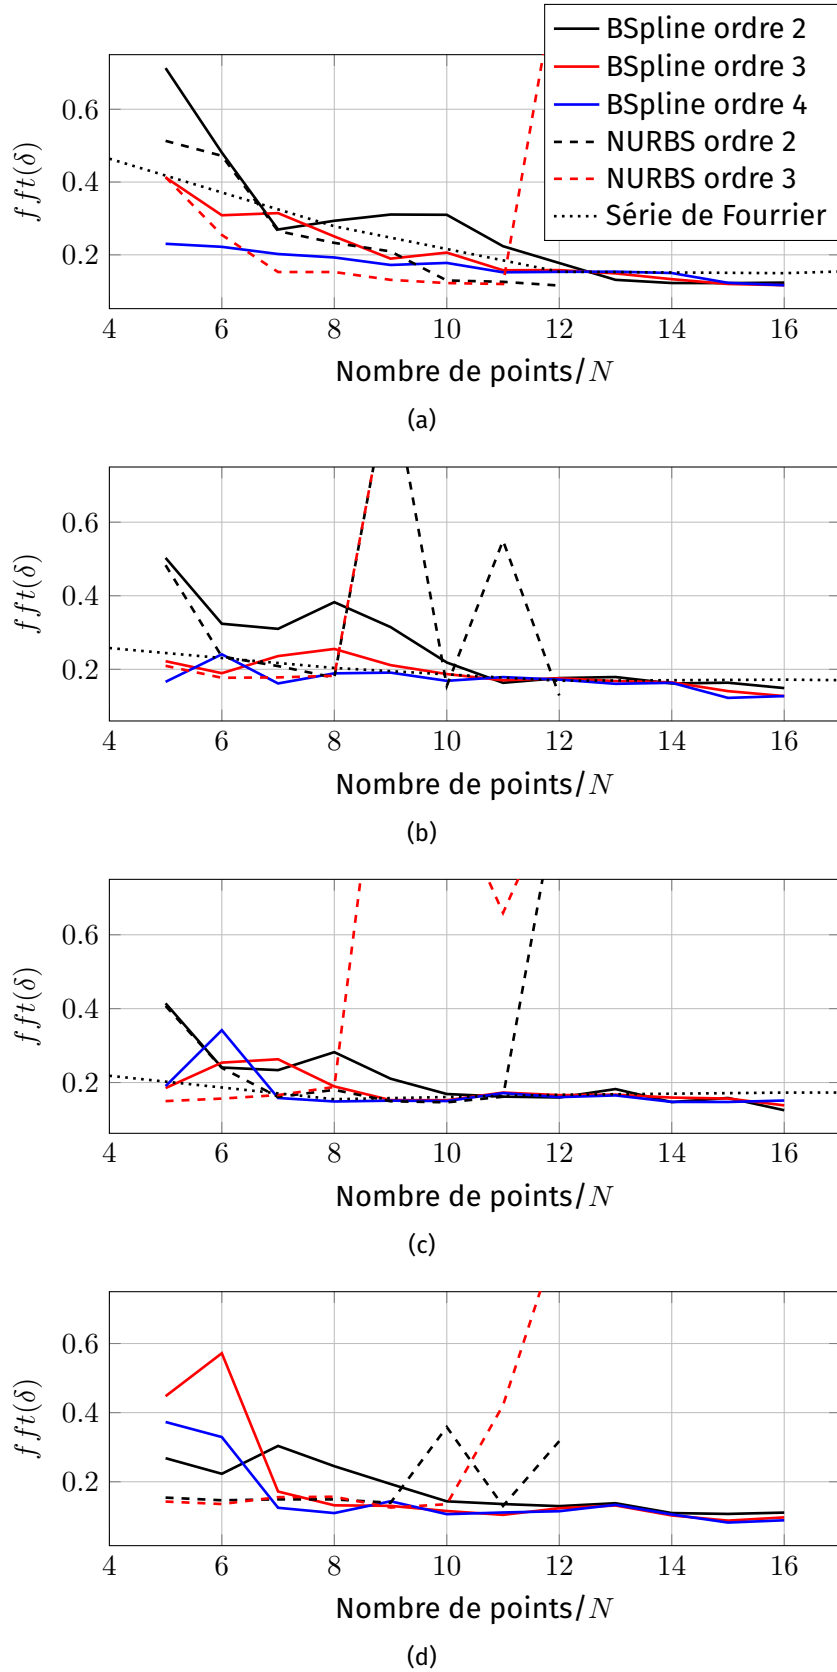 BSpline ordre 2
BSpline ordre 3
BSpline ordre 4
NURBS ordre 2
NURBS ordre 3
Série de Fourrier
0.6
0.4
0.2
fft(δ)
4 6 8 10 12 14 16
Nombre de points/N
(a)
0.6
0.4
0.2
fft(δ)
4 6 8 10 12 14 16
Nombre de points/N
(b)
0.6
0.4
0.2
fft(δ)
4 6 8 10 12 14 16
Nombre de points/N
(c)
0.6
0.4
0.2
fft(δ)
4 6 8 10 12 14 16
Nombre de points/N
(d)